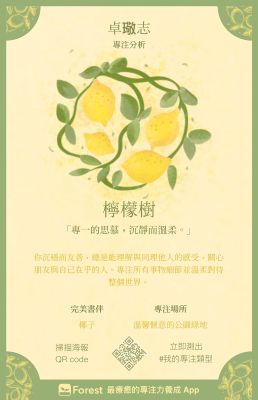 卓璥志
專注分析
檸檬樹
「專一的思慕，沉靜而溫柔。」
你沉穩而友善，總是能理解與同理他人的感受，關心
朋友與自己在乎的人。專注所有事物細節並溫柔對待
整個世界。
完美書伴
專注場所
椰子
溫馨愜意的公園綠地
掃描海報
QR code
立即測出
#我的專注類型
Forest 最療癒的專注力養成 App